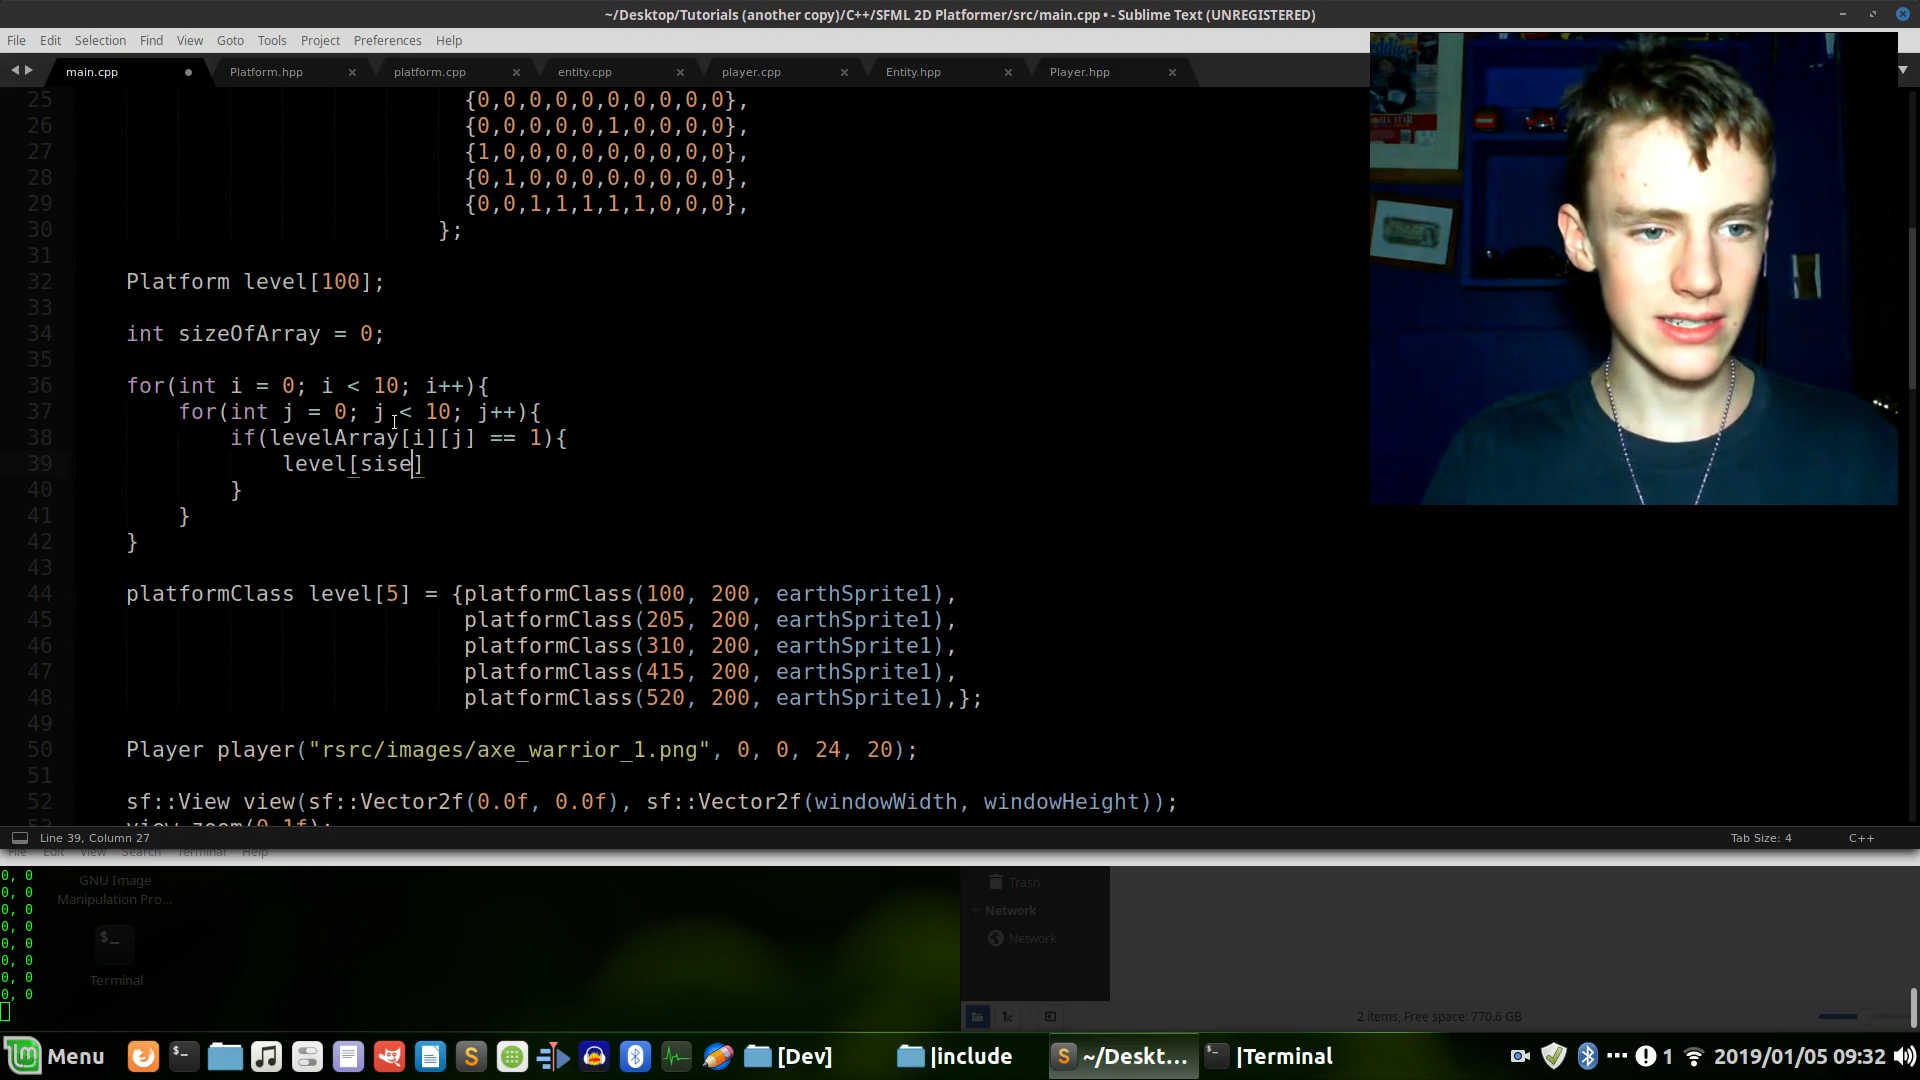 ~/Desktop/Tutorials (another copy)/C++/SFML 2D Platformer/src/main.cpp • - Sublime Text (UNREGISTERED)
File Edit Selection Find View Goto Tools Project Preferences Help
main.cpp Platform.hpp platform.cpp entity.cpp player.cpp Entity.hpp Player.hpp
25 {0,0,0,0,0,0,0,0,0,0},
26 {0,0,0,0,0,1,0,0,0,0},
27 {1,0,0,0,0,0,0,0,0,0},
28 {0,1,0,0,0,0,0,0,0,0},
29 {0,0,1,1,1,1,1,0,0,0},
30 };
31
32 Platform level[100];
33
34 int sizeOfArray = 0;
35
36 for(int i = 0; i < 10; i++){
37 for(int j = 0; j < 10; j++){
38 if(levelArray[i][j] == 1){
39 level[sise]
40 }
41 }
42 }
43
44 platformClass level[5] = {platformClass(100, 200, earthSprite1),
45 platformClass(205, 200, earthSprite1),
46 platformClass(310, 200, earthSprite1),
47 platformClass(415, 200, earthSprite1),
48 platformClass(520, 200, earthSprite1),};
49
50 Player player("rsrc/images/axe_warrior_1.png", 0, 0, 24, 20);
51
52 sf::View view(sf::Vector2f(0.0f, 0.0f), sf::Vector2f(windowWidth, windowHeight));
53 view.zoom(0.1f);
Line 39, Column 27 Tab Size: 4 C++
File Edit View Search Terminal Help
0, 0
0, 0
0, 0
0, 0
0, 0
0, 0
0, 0
0, 0
GNU Image
Manipulation Pro...
Terminal
Trash
Network
Network
2 items, Free space: 770.6 GB
Menu [Dev] |include ~/Deskt... |Terminal 1 2019/01/05 09:32